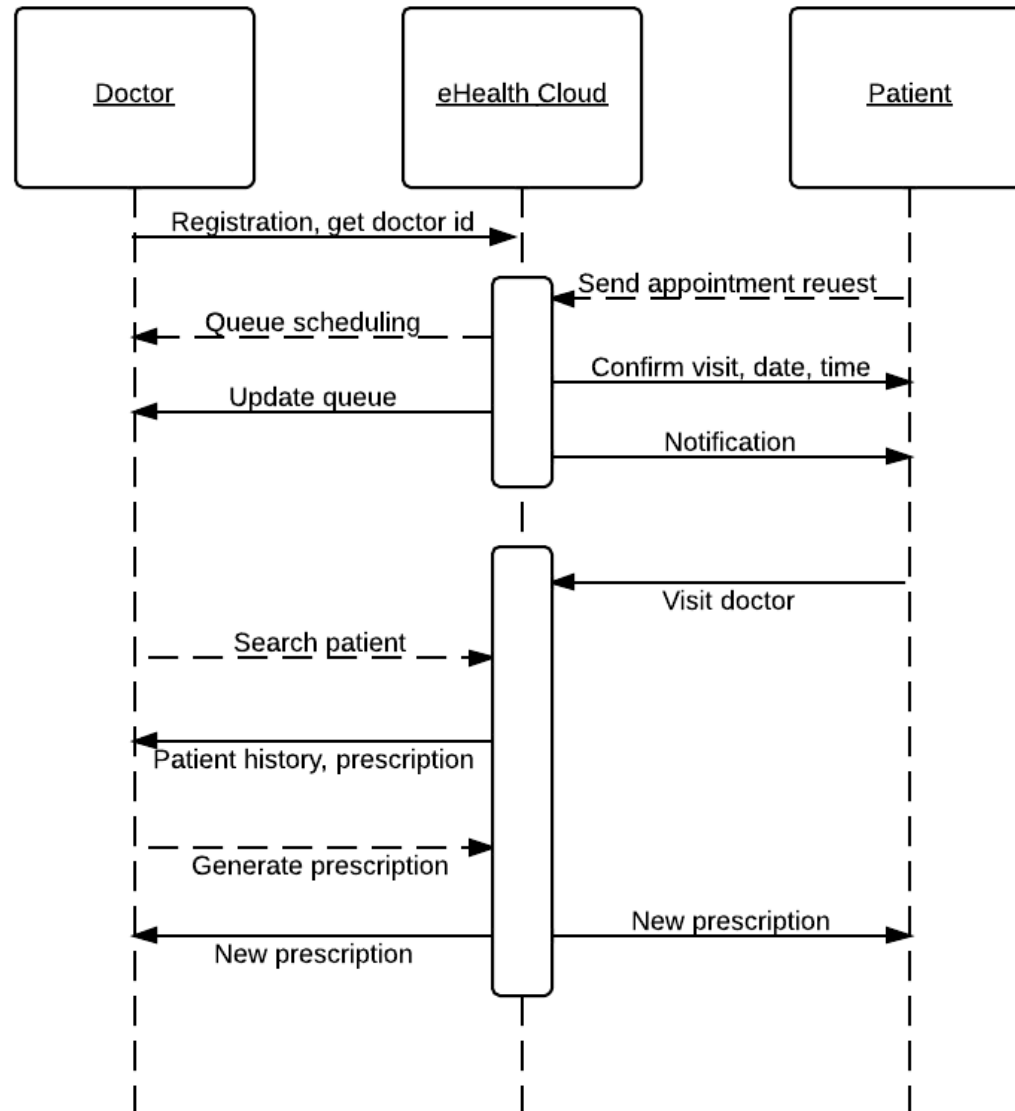 Doctor
eHealth Cloud
Patient
Registration, get doctor id
Send appointment reuest
Queue scheduling
Confirm visit, date, time
Update queue
Notification
Visit doctor
Search patient
Patient history, prescription
Generate prescription
New prescription
New prescription